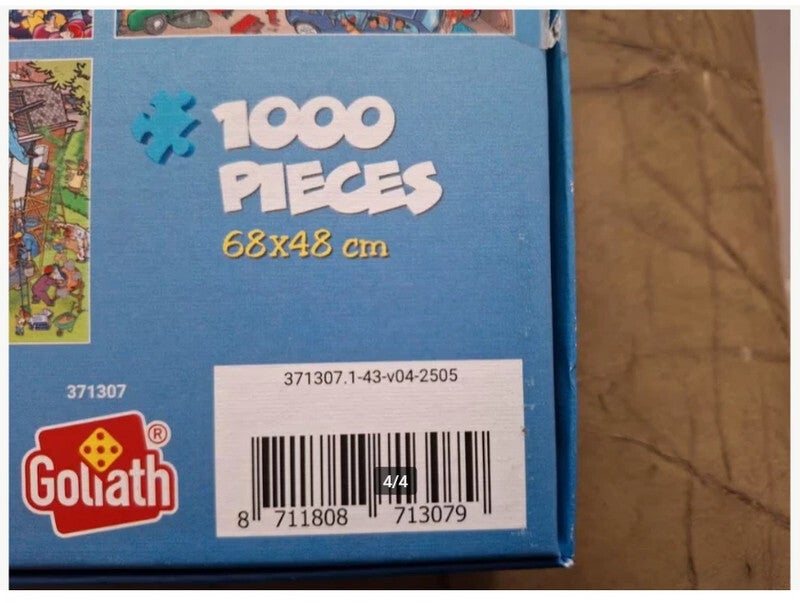 1000
PIECES
68x48 cm
371307
Goliath®
371307.1-43-v04-2505
4/4
8 711808 713079